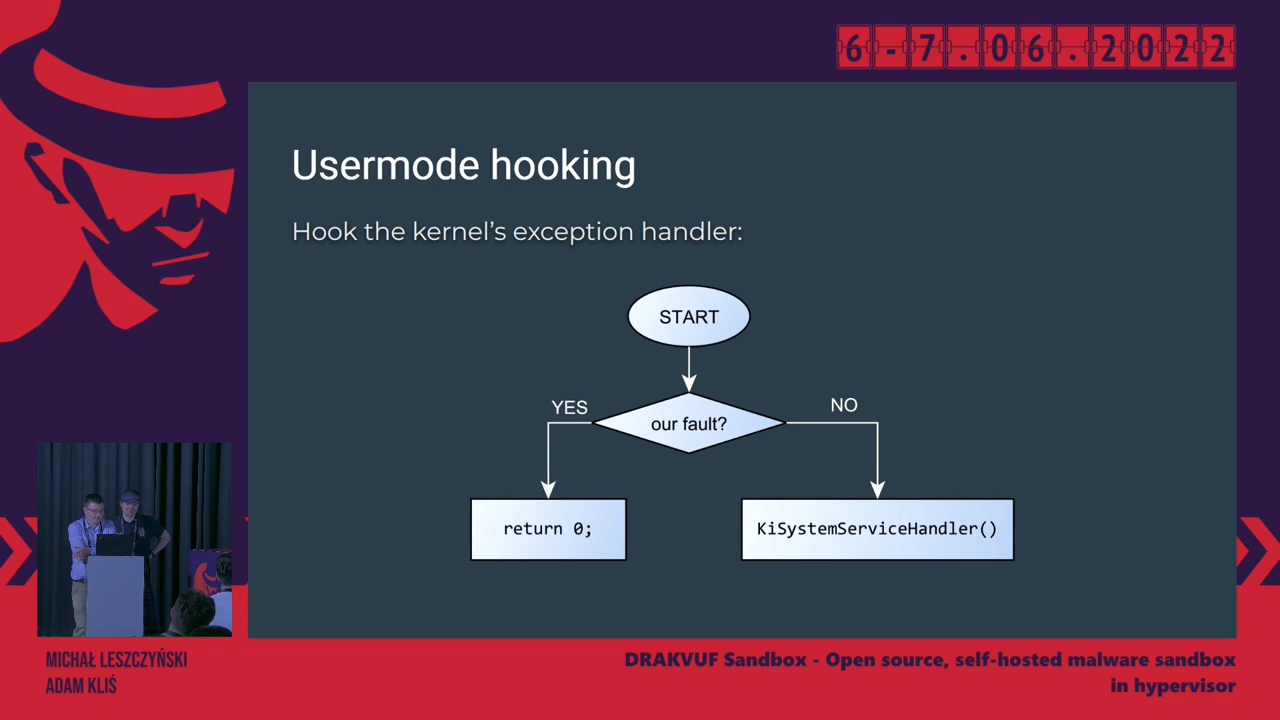 6-7.06.2022
Usermode hooking
Hook the kernel’s exception handler:
START
YES
our fault?
NO
return 0;
KiSystemServiceHandler()
MICHAŁ LESZCZYŃSKI
ADAM KLIŚ
DRAKVUF Sandbox - Open source, self-hosted malware sandbox
in hypervisor